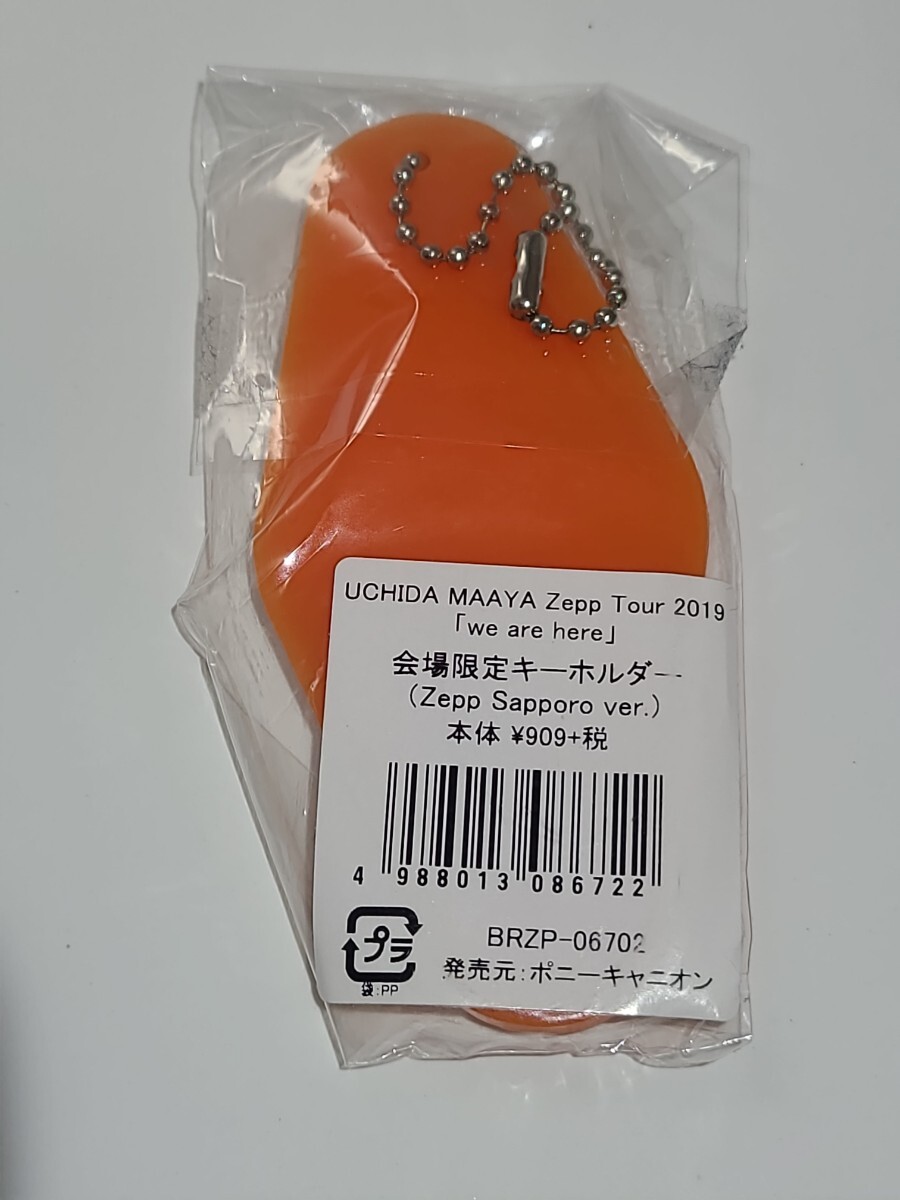 UCHIDA MAAYA Zepp Tour 2019
「we are here」
会場限定キーホルダー
(Zepp Sapporo ver.)
本体 ¥909+税
4 988013 086722
プラ
袋:PP
BRZP-06702
発売元:ポニーキャニオン